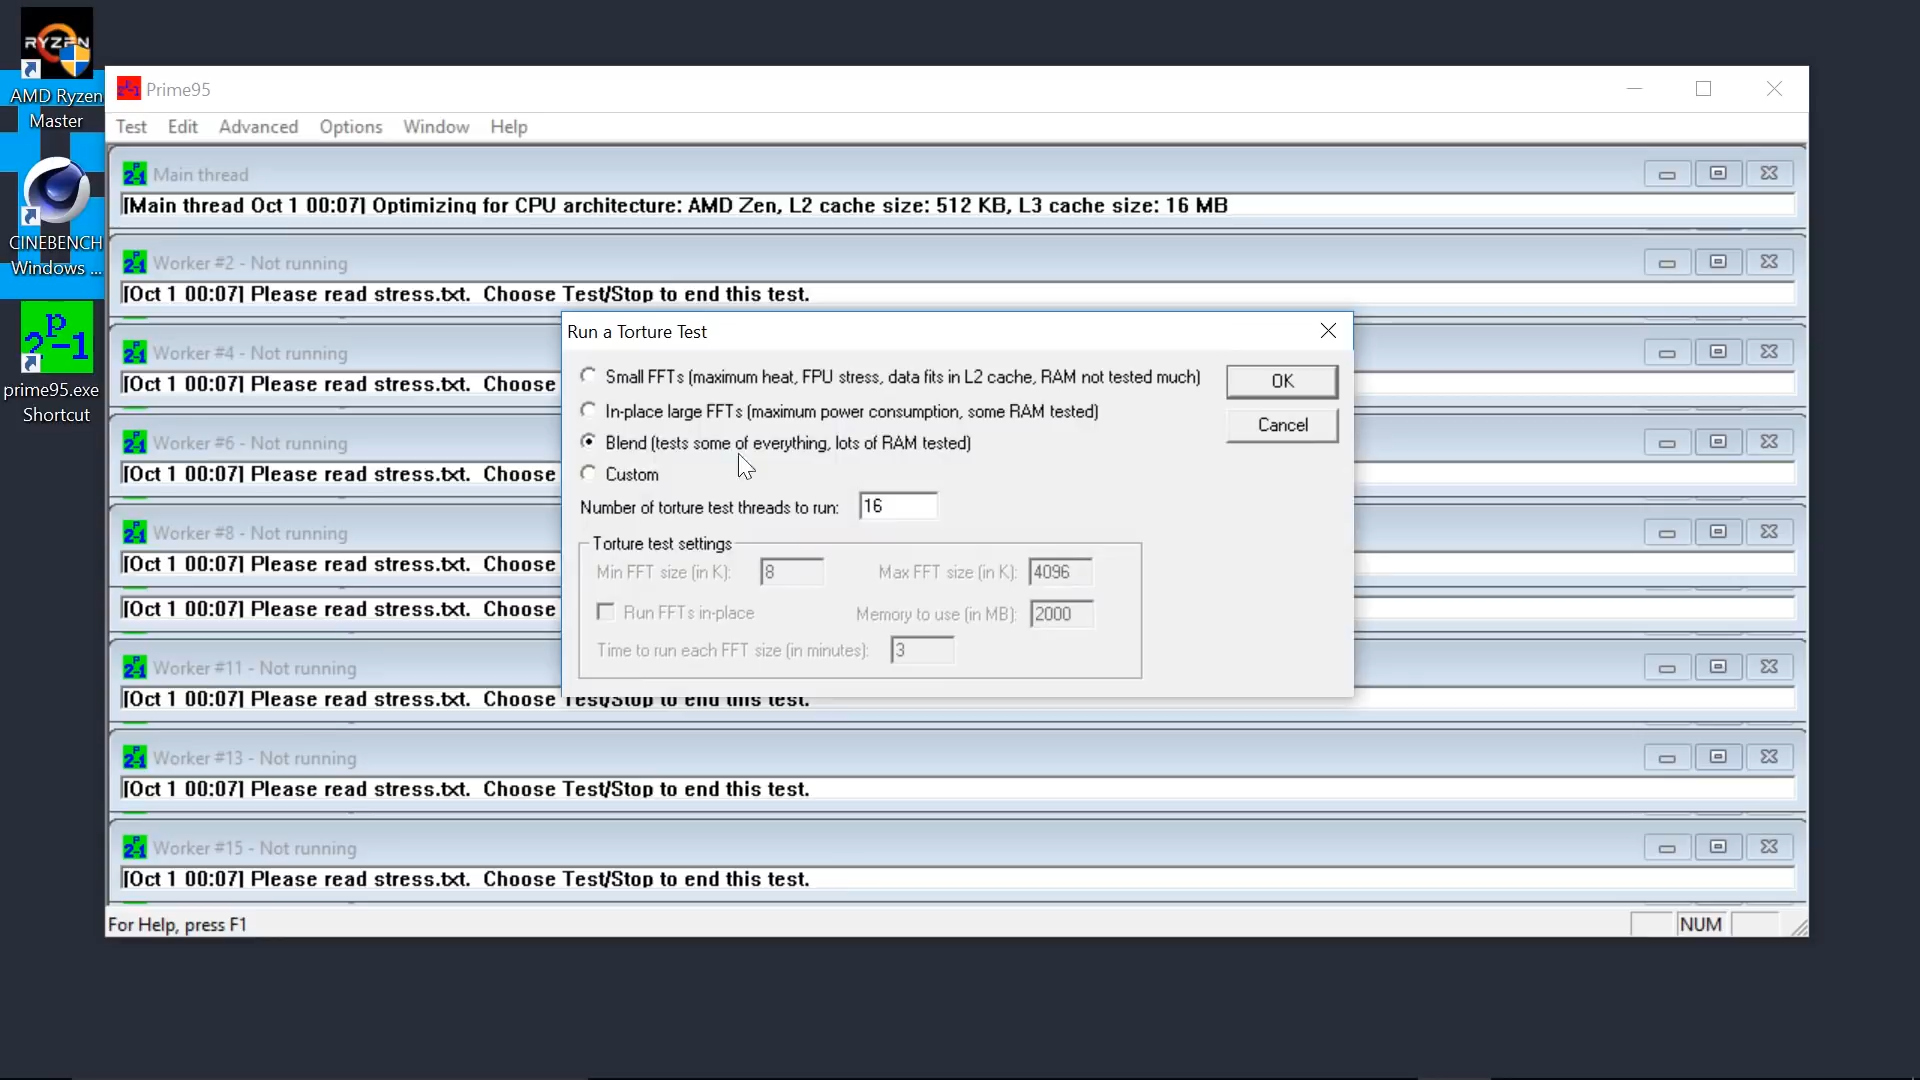 RYZEN
AMD Ryzen
Master
CINEBENCH
Windows ...
prime95.exe
Shortcut
Prime95
Test Edit Advanced Options Window Help
Main thread
[Main thread Oct 1 00:07] Optimizing for CPU architecture: AMD Zen, L2 cache size: 512 KB, L3 cache size: 16 MB
Worker #2 - Not running
[Oct 1 00:07] Please read stress.txt. Choose Test/Stop to end this test.
Worker #4 - Not running
[Oct 1 00:07] Please read stress.txt. Choose
Worker #6 - Not running
[Oct 1 00:07] Please read stress.txt. Choose
Worker #8 - Not running
[Oct 1 00:07] Please read stress.txt. Choose
[Oct 1 00:07] Please read stress.txt. Choose
Worker #11 - Not running
[Oct 1 00:07] Please read stress.txt. Choose Test/Stop to end this test.
Worker #13 - Not running
[Oct 1 00:07] Please read stress.txt. Choose Test/Stop to end this test.
Worker #15 - Not running
[Oct 1 00:07] Please read stress.txt. Choose Test/Stop to end this test.
Run a Torture Test
Small FFTs (maximum heat, FPU stress, data fits in L2 cache, RAM not tested much)
In-place large FFTs (maximum power consumption, some RAM tested)
Blend (tests some of everything, lots of RAM tested)
Custom
OK
Cancel
Number of torture test threads to run: 16
Torture test settings
Min FFT size (in K): 8 Max FFT size (in K): 4096
Run FFTs in-place Memory to use (in MB): 2000
Time to run each FFT size (in minutes): 3
For Help, press F1
NUM